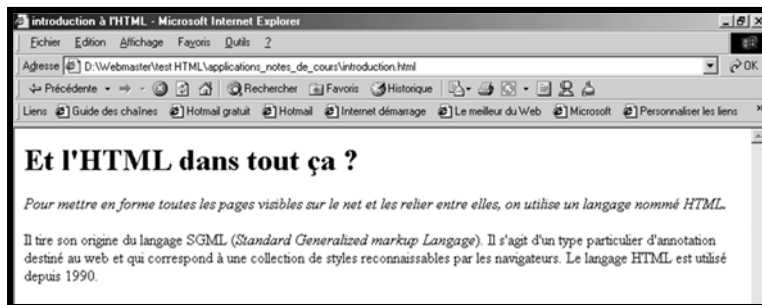 introduction à l'HTML - Microsoft Internet Explorer
Fichier Edition Affichage Favoris Outils ?
Adresse D:\Webmaster\test HTML\applications_notes_de_cours\introduction.html OK
Précédente Rechercher Favoris Historique
Liens Guide des chaînes Hotmail gratuit Hotmail Internet démarrage Le meilleur du Web Microsoft Personnaliser les liens »
Et l'HTML dans tout ça ?
Pour mettre en forme toutes les pages visibles sur le net et les relier entre elles, on utilise un langage nommé HTML.
Il tire son origine du langage SGML (Standard Generalized markup Langage). Il s'agit d'un type particulier d'annotation
destiné au web et qui correspond à une collection de styles reconnaissables par les navigateurs. Le langage HTML est utilisé
depuis 1990.